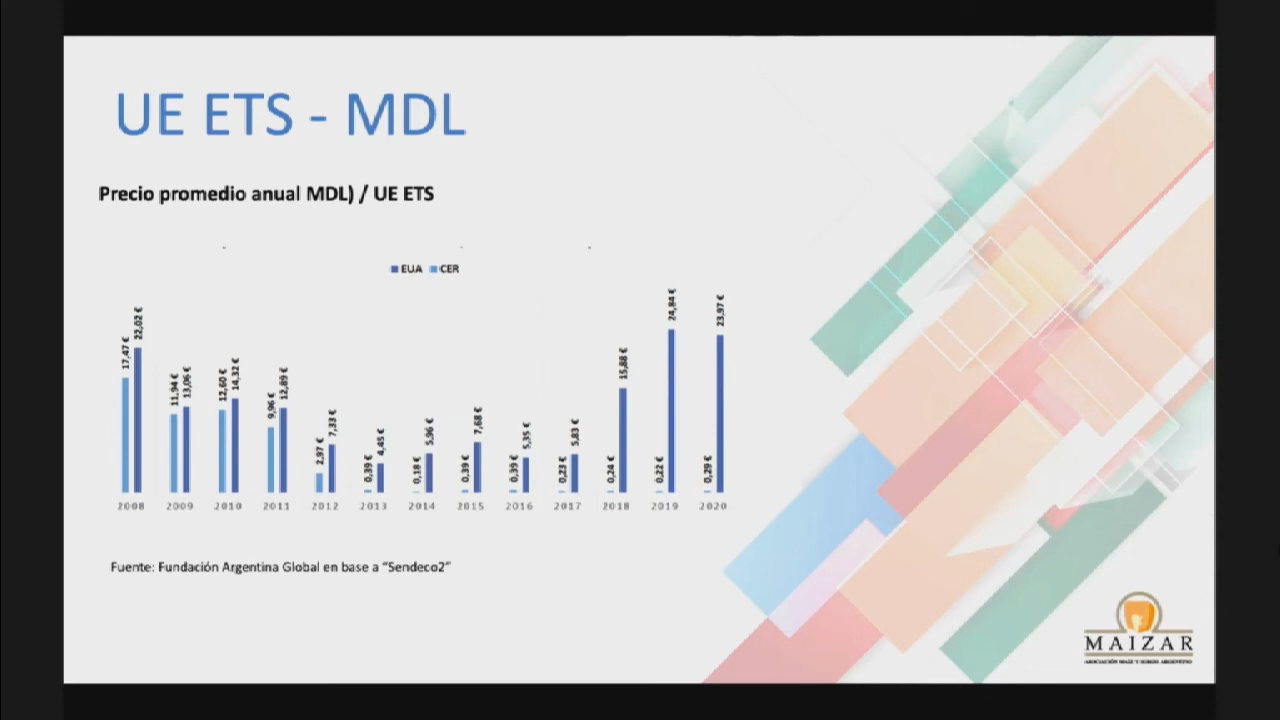 UE ETS - MDL
Precio promedio anual MDL) / UE ETS
EUA CER
17,47 € 22,02 € 11,94 € 13,06 € 12,60 € 14,32 € 9,96 € 12,89 € 2,97 € 7,33 € 0,39 € 4,45 € 0,18 € 5,96 € 0,39 € 7,68 € 0,39 € 5,35 € 0,23 € 5,83 € 0,24 € 15,88 € 0,22 € 24,84 € 0,29 € 23,97 €
2008 2009 2010 2011 2012 2013 2014 2015 2016 2017 2018 2019 2020
Fuente: Fundación Argentina Global en base a “Sendeco2”
MAIZAR
ASOCIACIÓN MAIZ Y SORGO ARGENTINO